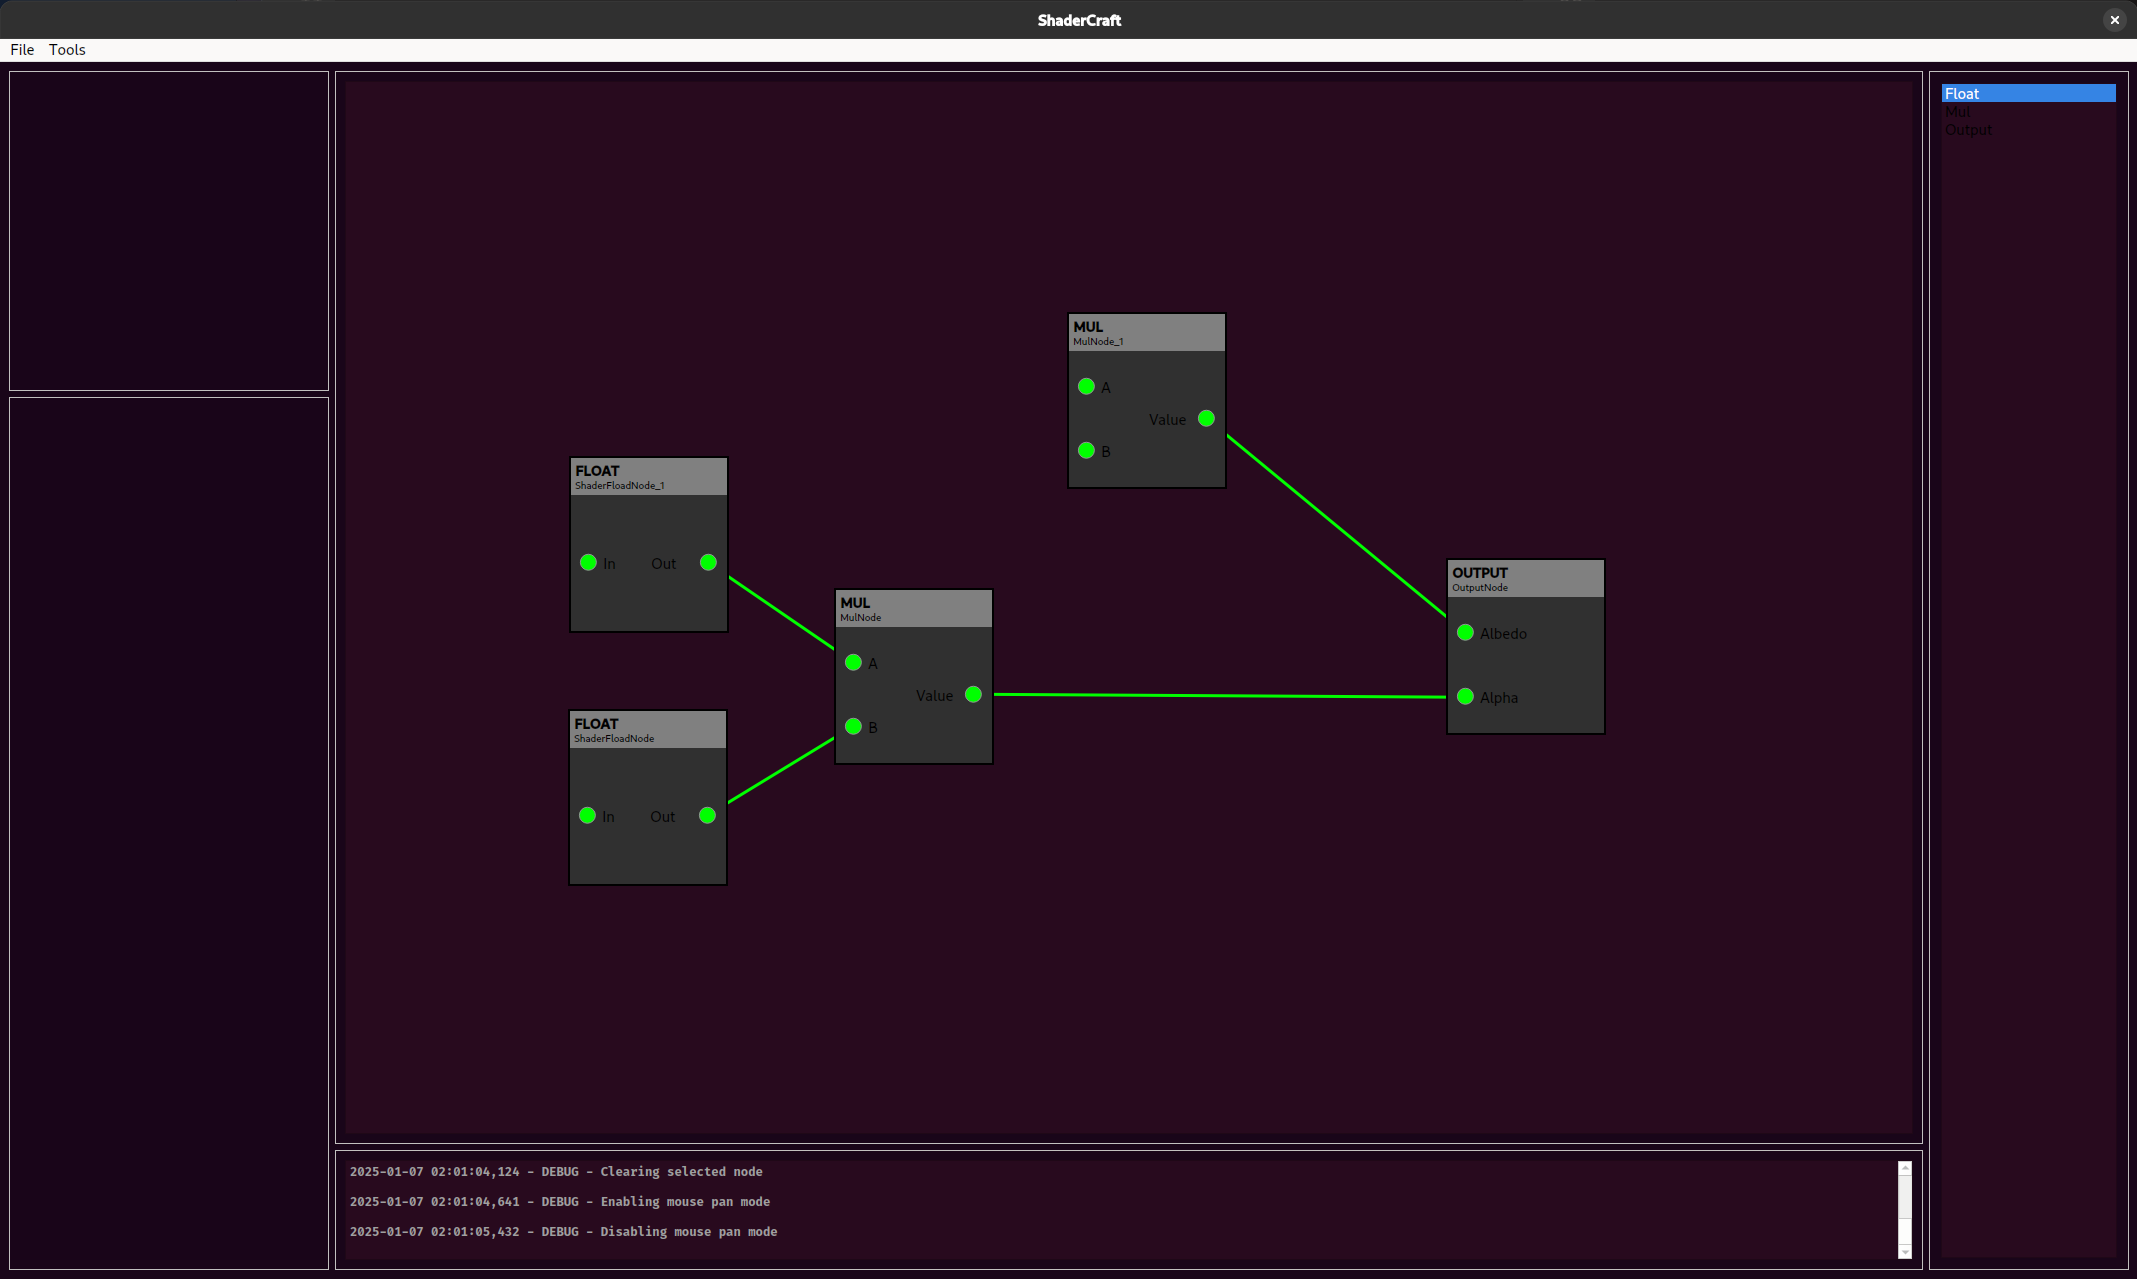 ShaderCraft
File Tools
Float
Mul
Output
MUL
MulNode_1
A
Value
B
FLOAT
ShaderFloadNode_1
In Out
MUL
MulNode
A
Value
B
OUTPUT
OutputNode
Albedo
Alpha
FLOAT
ShaderFloadNode
In Out
2025-01-07 02:01:04,124 - DEBUG - Clearing selected node
2025-01-07 02:01:04,641 - DEBUG - Enabling mouse pan mode
2025-01-07 02:01:05,432 - DEBUG - Disabling mouse pan mode